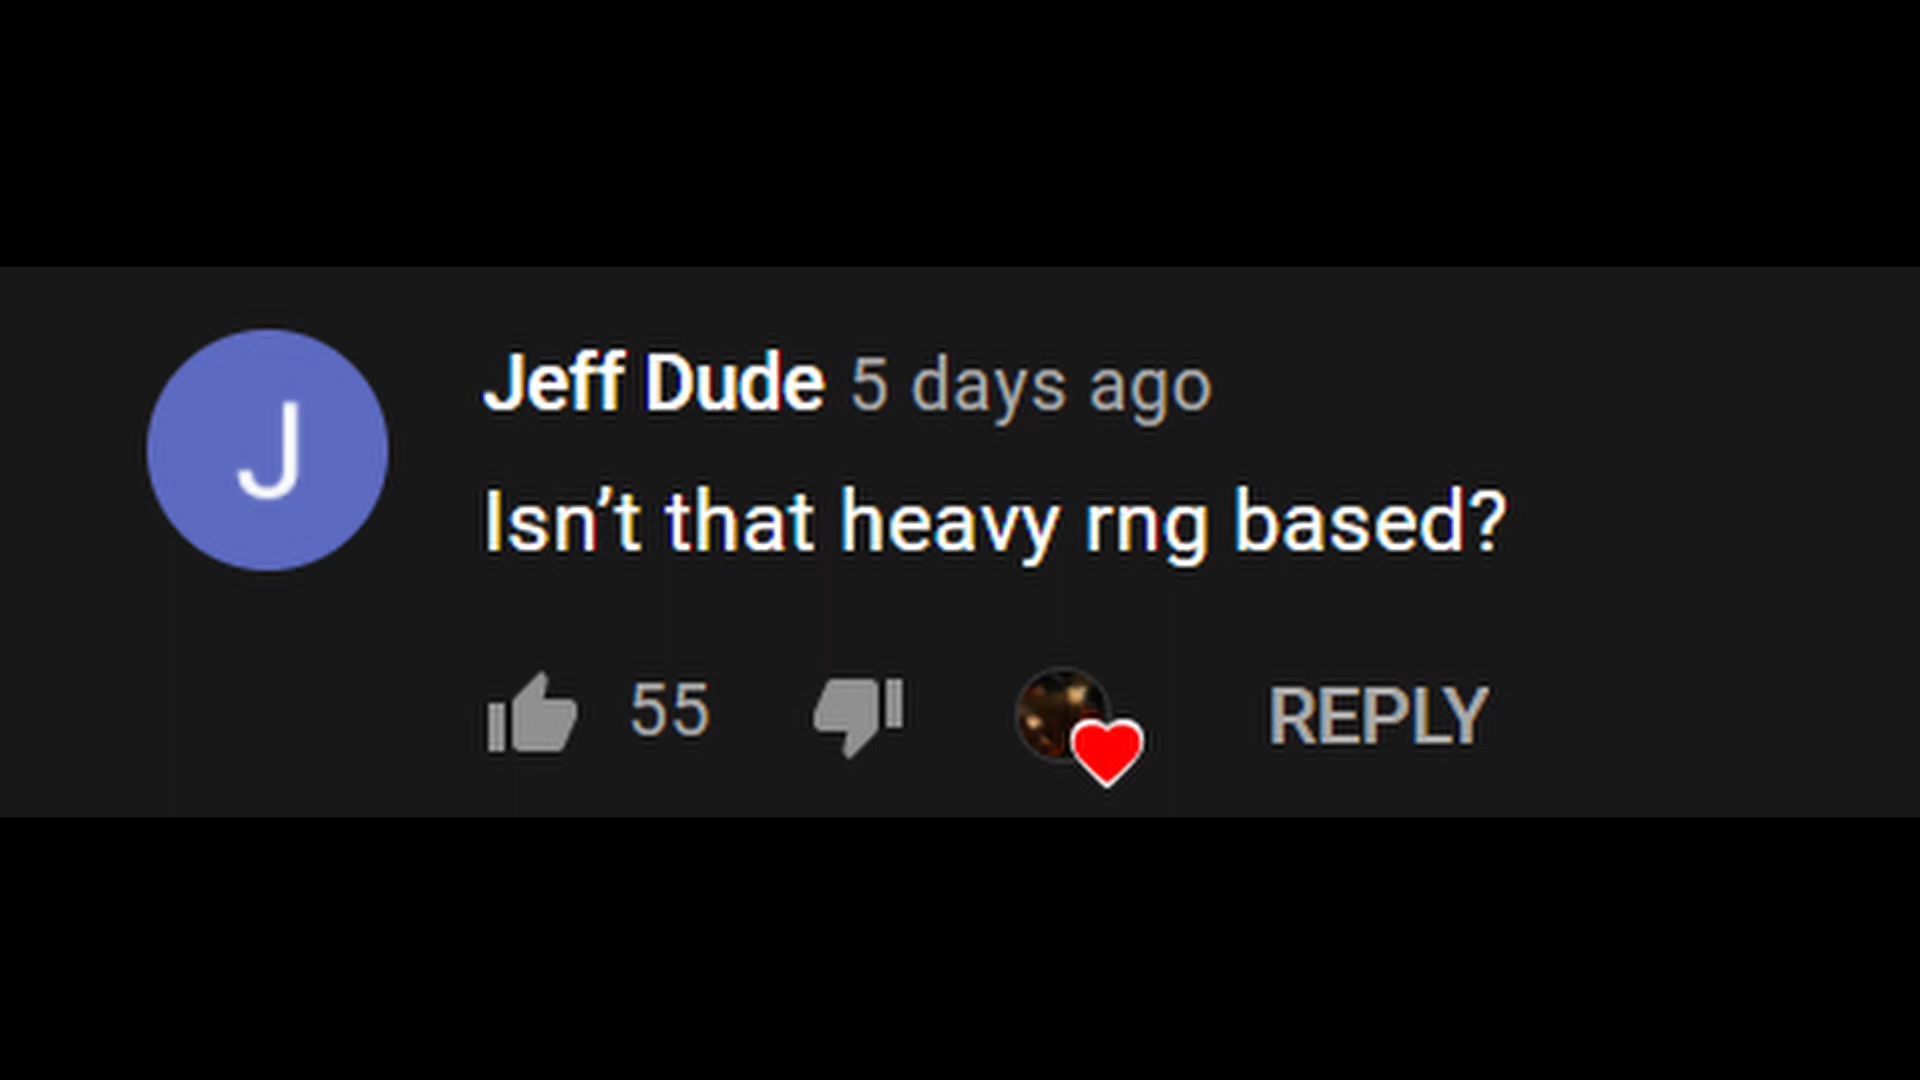 J
Jeff Dude 5 days ago
Isn’t that heavy rng based?
55 REPLY